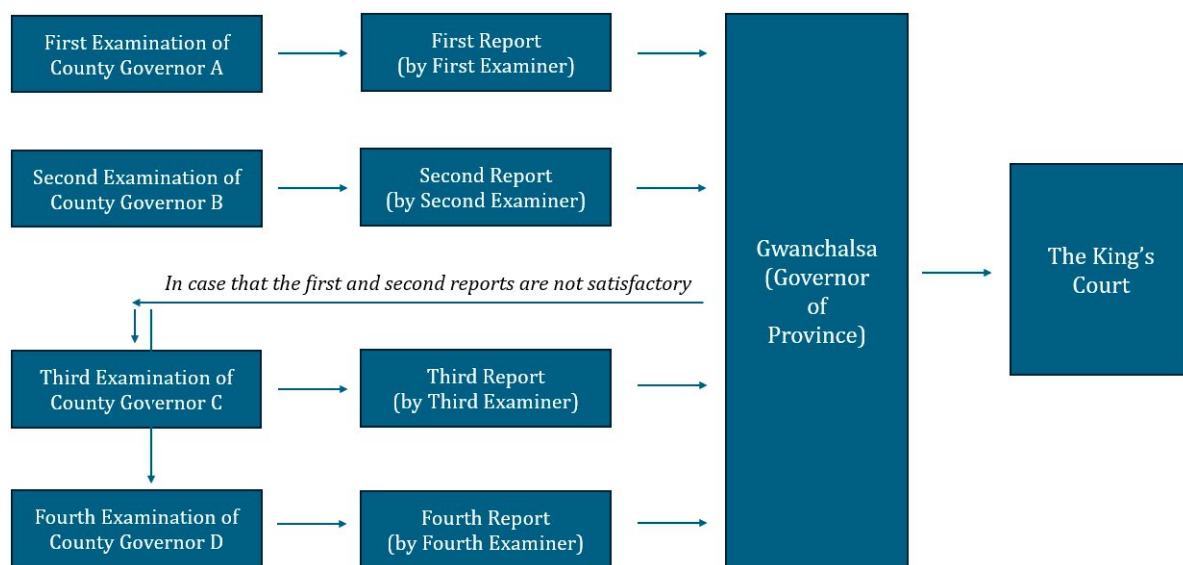 First Examination of
County Governor A
First Report
(by First Examiner)
Second Examination of
County Governor B
Second Report
(by Second Examiner)
In case that the first and second reports are not satisfactory
Third Examination of
County Governor C
Third Report
(by Third Examiner)
Fourth Examination of
County Governor D
Fourth Report
(by Fourth Examiner)
Gwanchalsa
(Governor
of
Province)
The King’s
Court